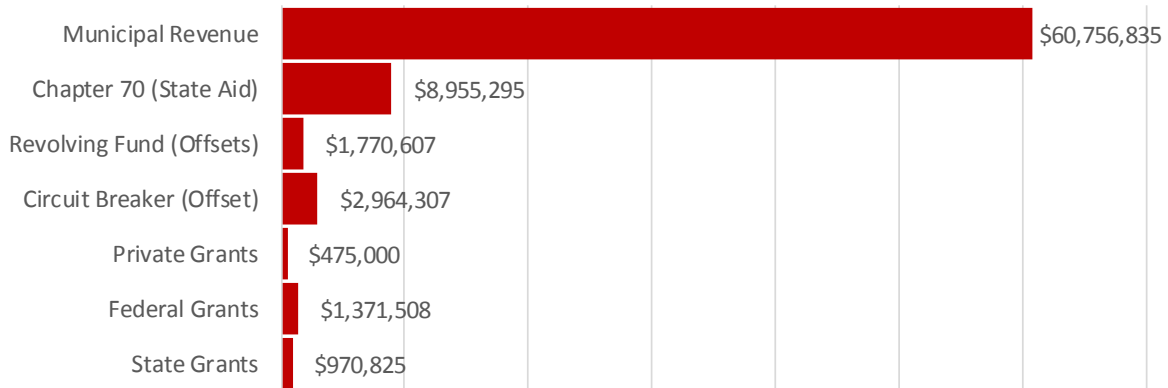 Municipal Revenue $60,756,835
Chapter 70 (State Aid) $8,955,295
Revolving Fund (Offsets) $1,770,607
Circuit Breaker (Offset) $2,964,307
Private Grants $475,000
Federal Grants $1,371,508
State Grants $970,825